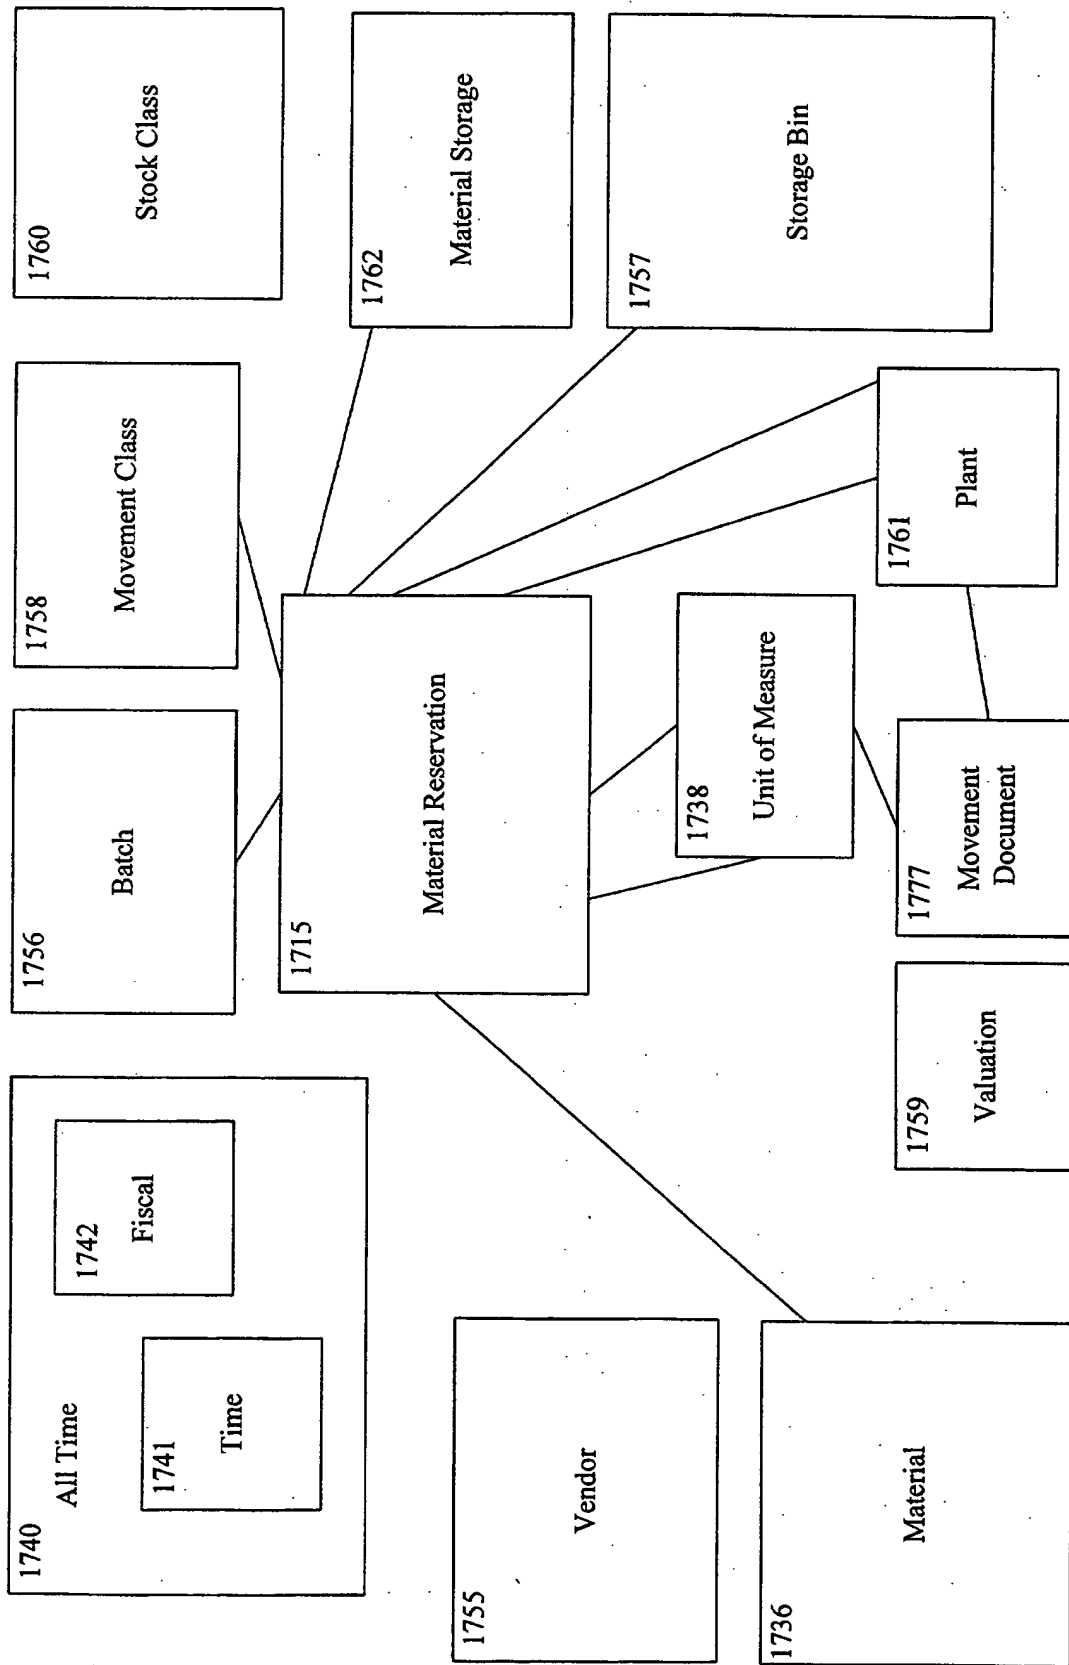 1740
All Time
1741
Time
1742
Fiscal
1756
Batch
1758
Movement Class
1760
Stock Class
1755
Vendor
1715
Material Reservation
1762
Material Storage
1736
Material
1738
Unit of Measure
1757
Storage Bin
1759
Valuation
1777
Movement
Document
1761
Plant